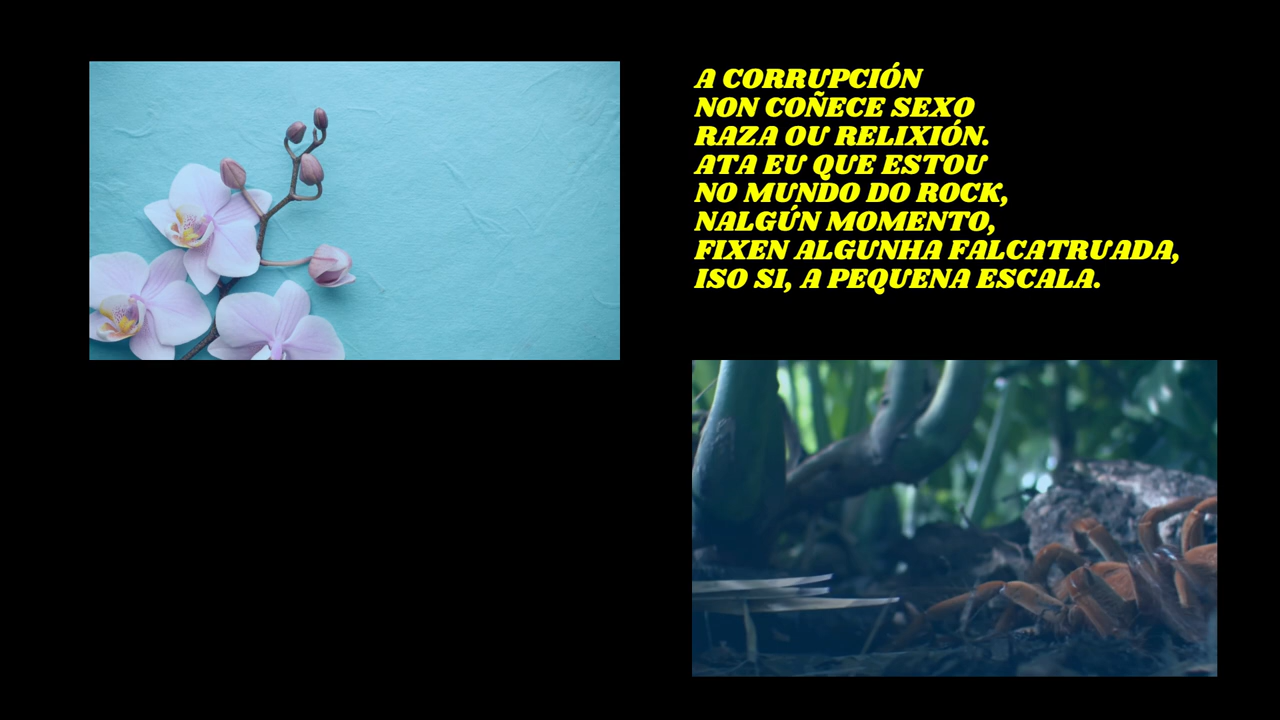 A CORRUPCIÓN
NON COÑECE SEXO
RAZA OU RELIXIÓN.
ATA EU QUE ESTOU
NO MUNDO DO ROCK,
NALGÚN MOMENTO,
FIXEN ALGUNHA FALCATRUADA,
ISO SI, A PEQUENA ESCALA.